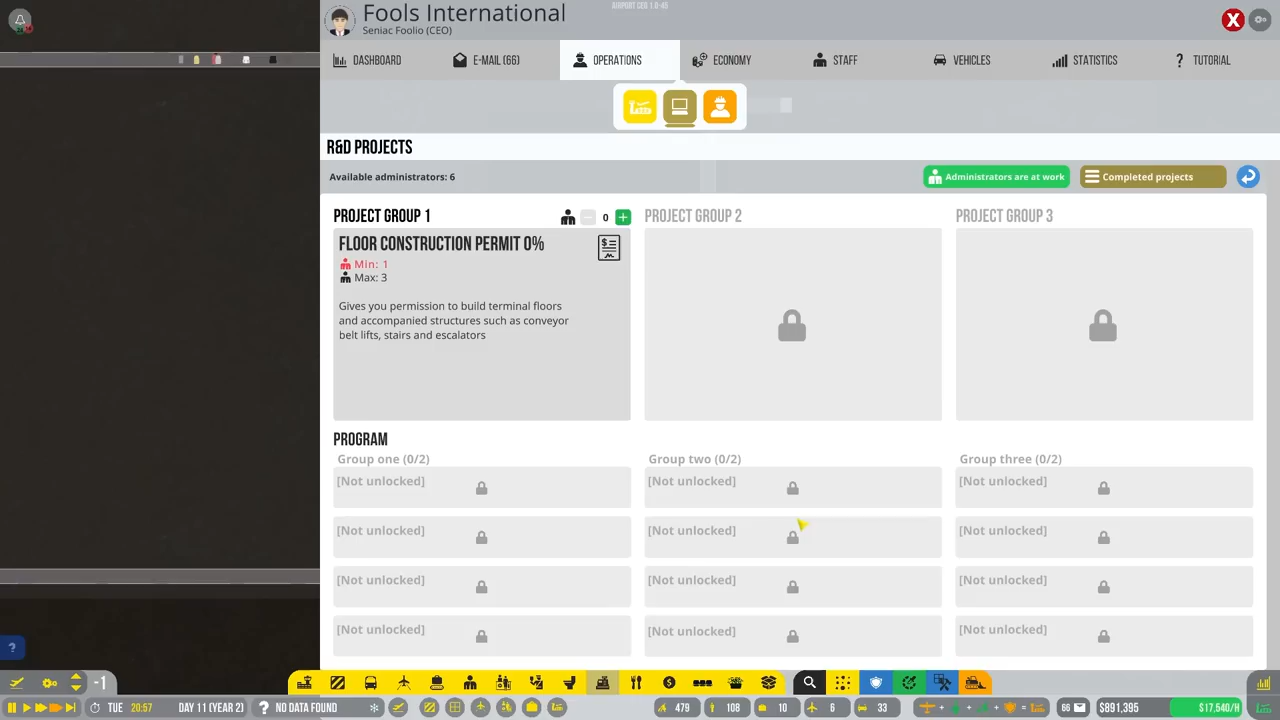 AIRPORT CEO 1.0-45
Fools International
Seniac Foolio (CEO)
DASHBOARD
E-MAIL (66)
OPERATIONS
ECONOMY
STAFF
VEHICLES
STATISTICS
? TUTORIAL
R&D PROJECTS
Available administrators: 6
Administrators are at work
Completed projects
PROJECT GROUP 1
0
PROJECT GROUP 2
PROJECT GROUP 3
FLOOR CONSTRUCTION PERMIT 0%
Min: 1
Max: 3
Gives you permission to build terminal floors
and accompanied structures such as conveyor
belt lifts, stairs and escalators
PROGRAM
Group one (0/2)
Group two (0/2)
Group three (0/2)
[Not unlocked]
[Not unlocked]
[Not unlocked]
[Not unlocked]
[Not unlocked]
[Not unlocked]
[Not unlocked]
[Not unlocked]
[Not unlocked]
[Not unlocked]
[Not unlocked]
[Not unlocked]
?
-1
TUE 20:57
DAY 11 (YEAR 2)
? NO DATA FOUND
479
108
10
6
33
66
$891,395
$17,540/H